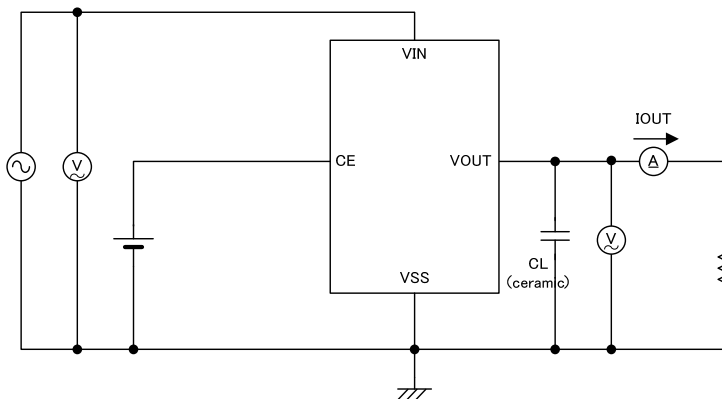 VIN
IOUT
V
CE
VOUT
A
V
CL
(ceramic)
VSS